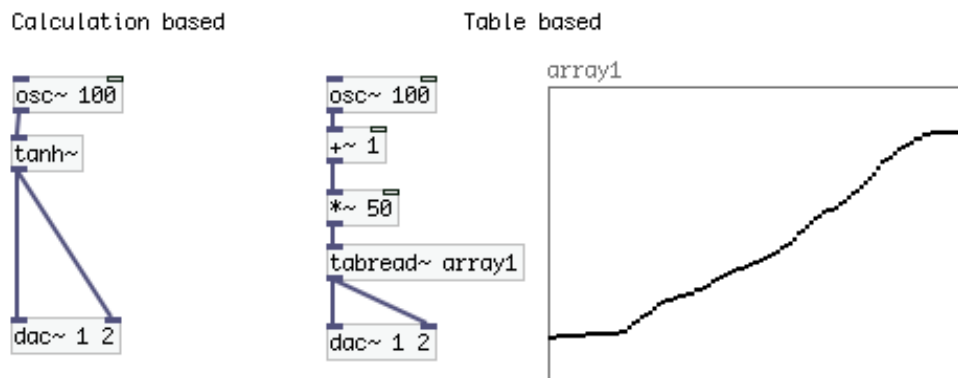 Calculation based
Table based
array1
osc~ 100
tanh~
dac~ 1 2
osc~ 100
+~ 1
*~ 50
tabread~ array1
dac~ 1 2